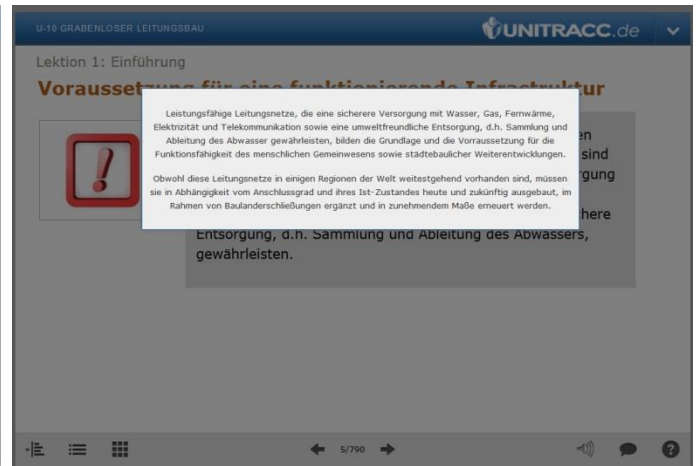 U-10 GRABENLOSER LEITUNGSBAU
UNITRACC.de
Lektion 1: Einführung
Voraussetzung für eine funktionierende Infrastruktur
Leistungsfähige Leitungsnetze, die eine sicherere Versorgung mit Wasser, Gas, Fernwärme,
Elektrizität und Telekommunikation sowie eine umweltfreundliche Entsorgung, d.h. Sammlung und
Ableitung des Abwasser gewährleisten, bilden die Grundlage und die Vorraussetzung für die
Funktionsfähigkeit des menschlichen Gemeinwesens sowie städtebaulicher Weiterentwicklungen.
Obwohl diese Leitungsnetze in einigen Regionen der Welt weitestgehend vorhanden sind, müssen
sie in Abhängigkeit vom Anschlussgrad und ihres Ist-Zustandes heute und zukünftig ausgebaut, im
Rahmen von Baulanderschließungen ergänzt und in zunehmendem Maße erneuert werden.
sind
Entsorgung, d.h. Sammlung und Ableitung des Abwassers,
gewährleisten.
5/790